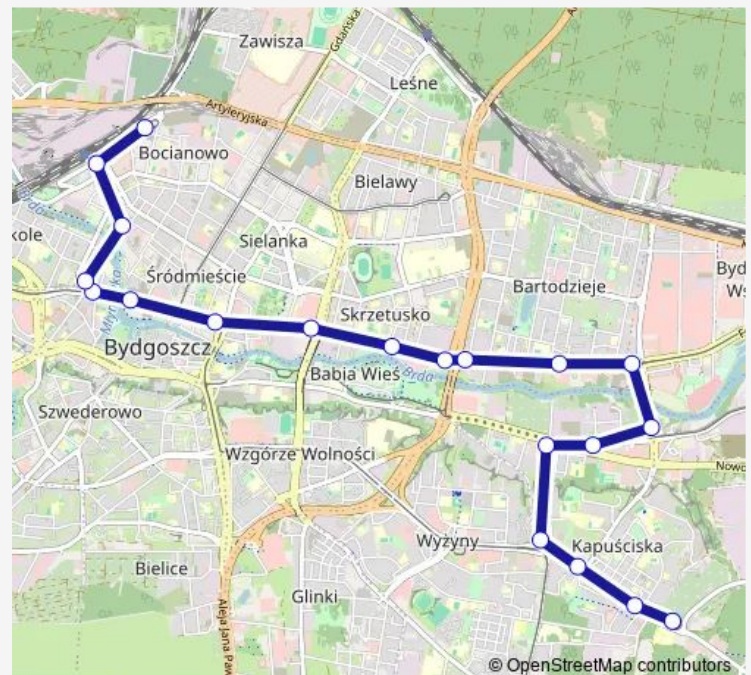 Zawisza
Gdańska
Leśne
Artyleryjska
Bocianowo
Bielawy
Brda
kole
Sielanka
Śródmieście
Bartodzieje
Byd
Skrzetusko
Bydgoszcz
Babia Wieś
Brda
Szwederowo
Wzgórze Wolności
Nowo
Wyżyny
Kapuściska
Bielice
Glinki
Aleja Jana Paw
© OpenStreetMap contributors